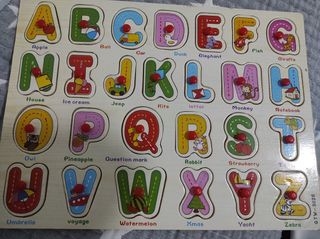 A B C D E F G
Apple Ball Car Duck Elephant Fish Giraffe
H I J K L M N
House Ice cream Jeep Kite letter Monkey Notebook
O P Q R S T
Owl Pineapple Question mark Rabbit Strawberry
U V W X Y Z
Umbrella voyage Watermelon Xmas Yacht Zebra